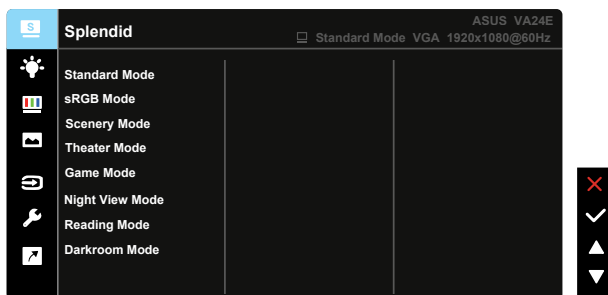 S
Splendid
ASUS VA24E
Standard Mode VGA 1920x1080@60Hz
Standard Mode
sRGB Mode
Scenery Mode
Theater Mode
Game Mode
Night View Mode
Reading Mode
Darkroom Mode